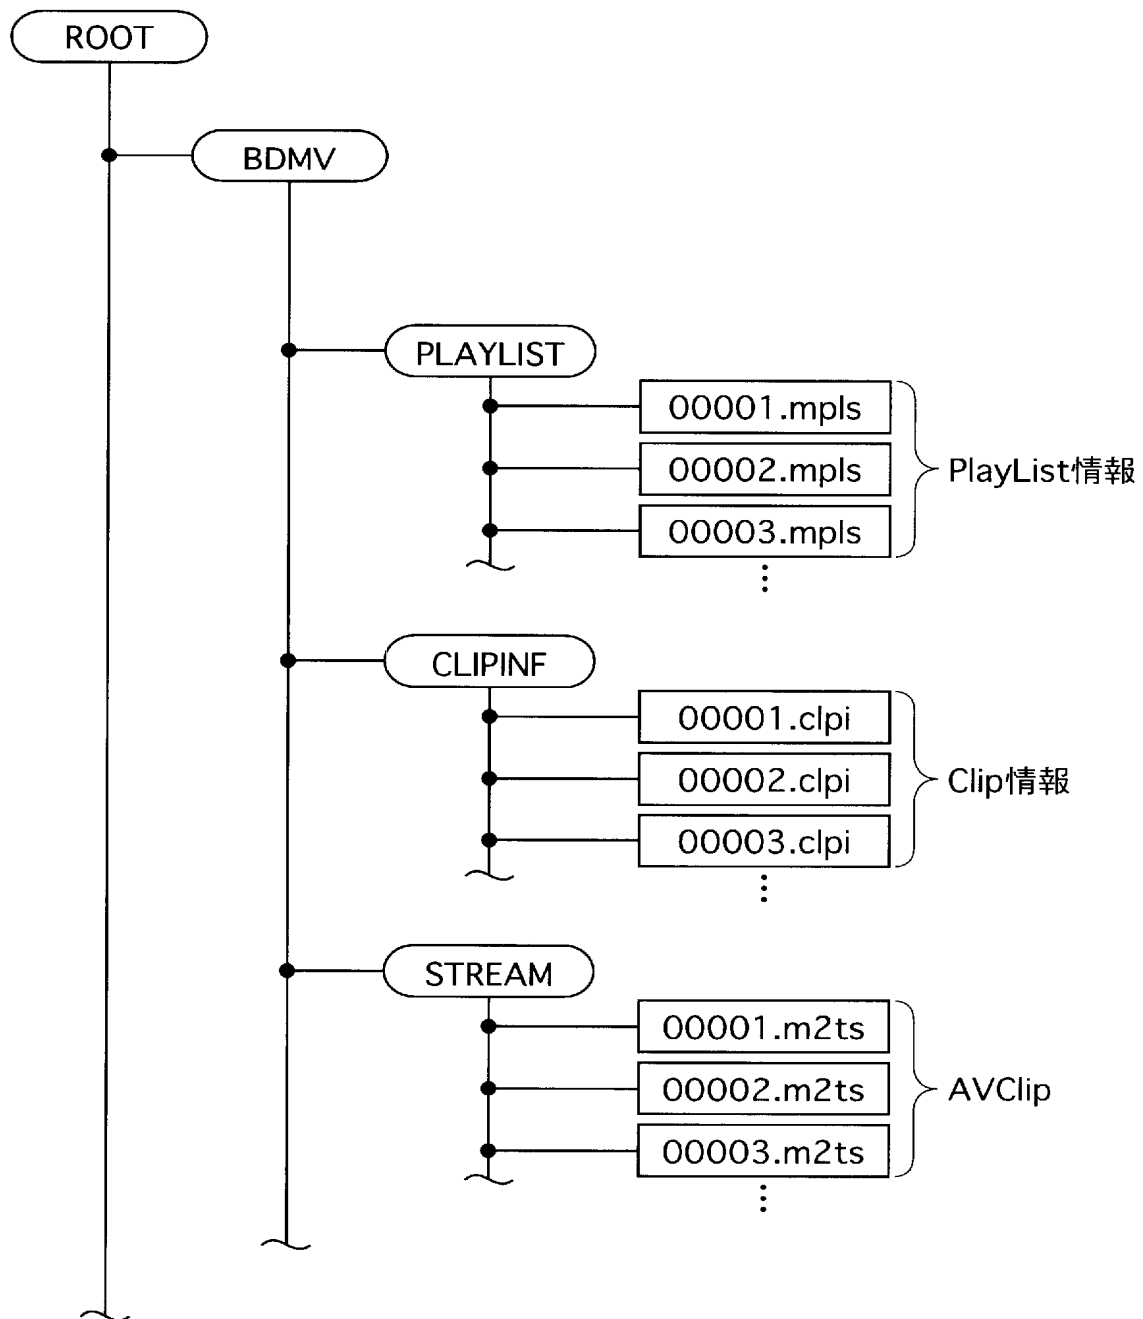 ROOT
BDMV
PLAYLIST
00001.mpls
00002.mpls
PlayList情報
00003.mpls
CLIPINF
00001.clpi
00002.clpi
Clip情報
00003.clpi
STREAM
00001.m2ts
00002.m2ts
AVClip
00003.m2ts